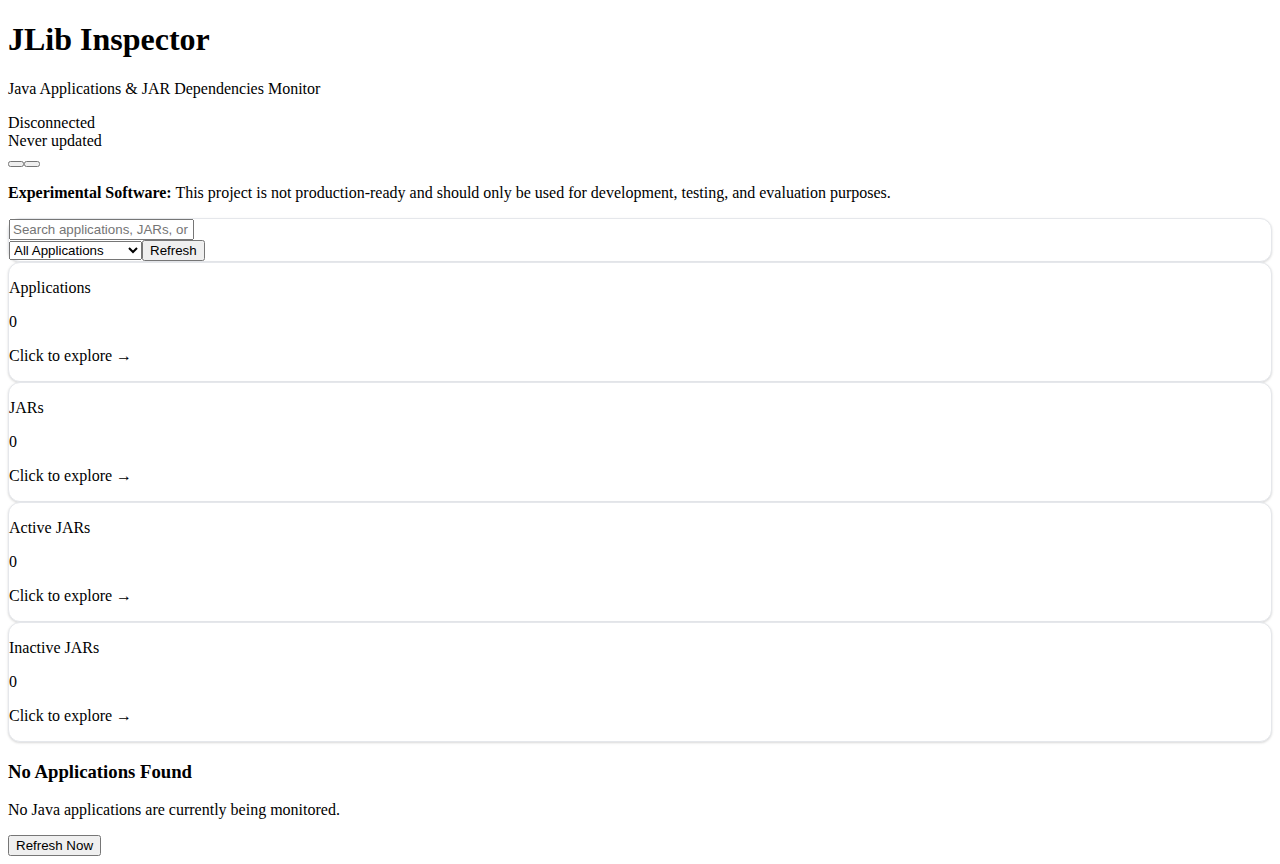 JLib Inspector
Java Applications & JAR Dependencies Monitor
Disconnected
Never updated
Experimental Software: This project is not production-ready and should only be used for development, testing, and evaluation purposes.
Search applications, JARs, or
All Applications
Refresh
Applications
0
Click to explore →
JARs
0
Click to explore →
Active JARs
0
Click to explore →
Inactive JARs
0
Click to explore →
No Applications Found
No Java applications are currently being monitored.
Refresh Now